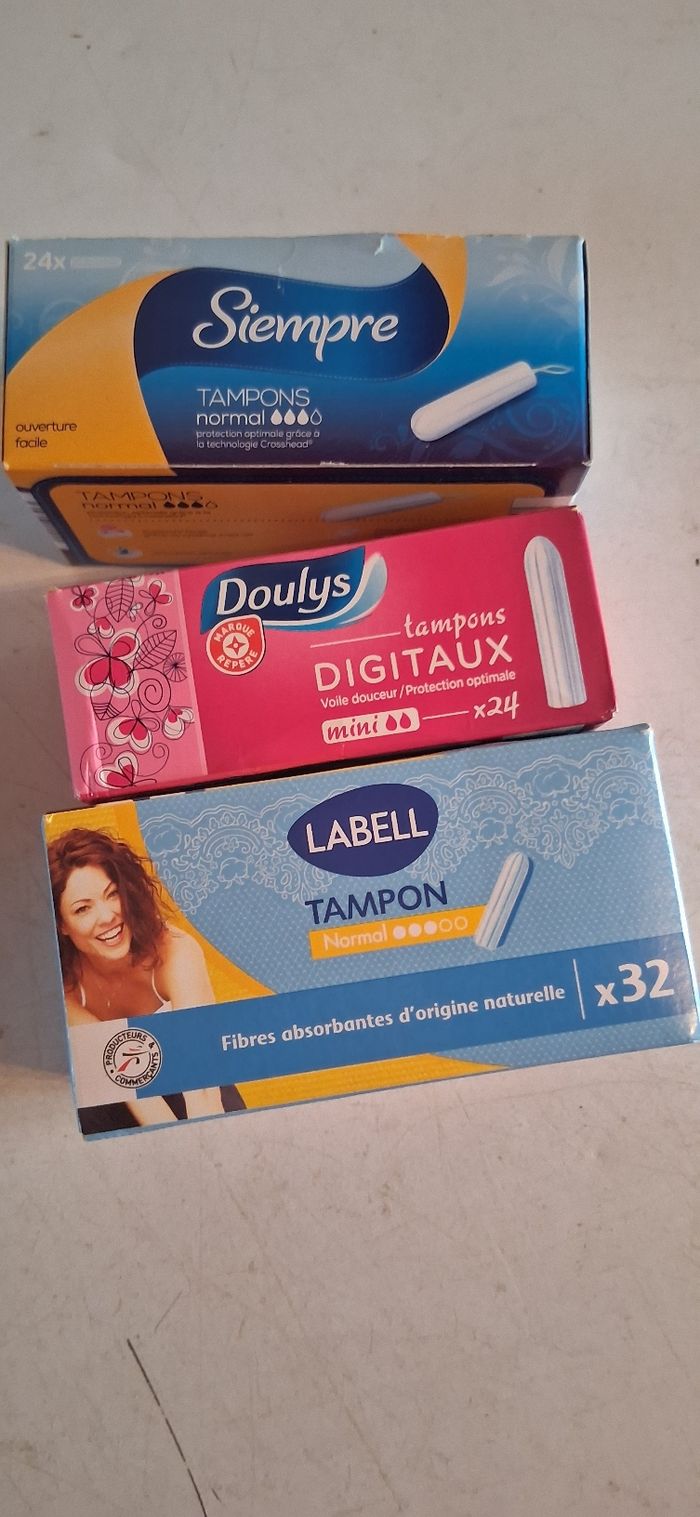 24x
Siempre
TAMPONS
normal
protection optimale grâce à
la technologie Crosshead®
ouverture
facile
TAMPONS
normal
Doulys
MARQUE
REPÈRE
tampons
DIGITAUX
Voile douceur / Protection optimale
mini
x24
LABELL
TAMPON
Normal
Fibres absorbantes d'origine naturelle
x32
PRODUCTEURS &
COMMERÇANTS